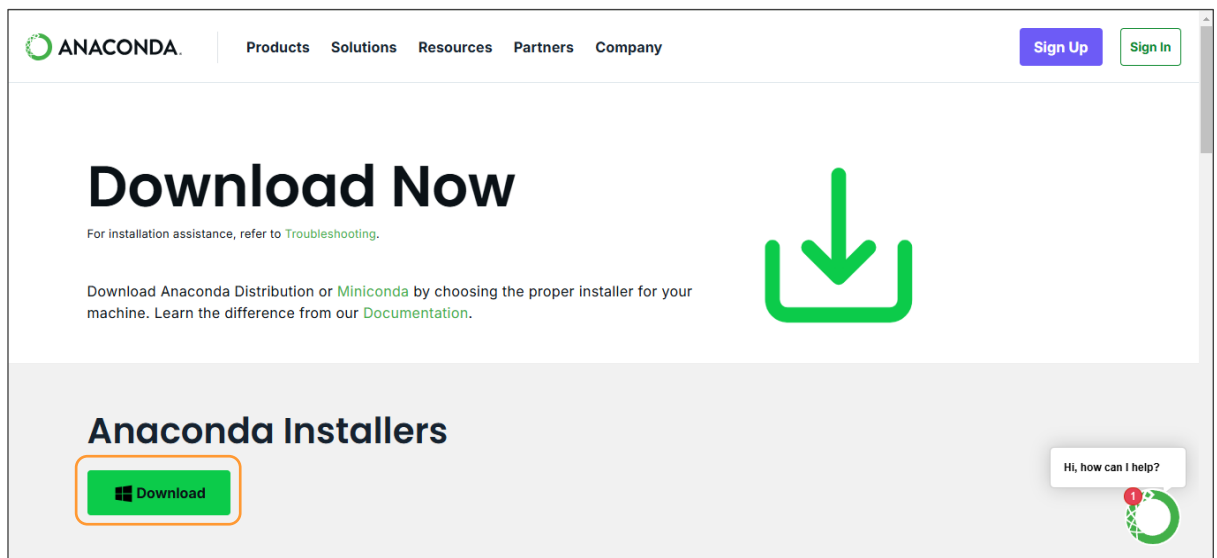 ANACONDA.
Products Solutions Resources Partners Company
Sign Up
Sign In
Download Now
For installation assistance, refer to Troubleshooting.
Download Anaconda Distribution or Miniconda by choosing the proper installer for your
machine. Learn the difference from our Documentation.
Anaconda Installers
Download
Hi, how can I help?
1